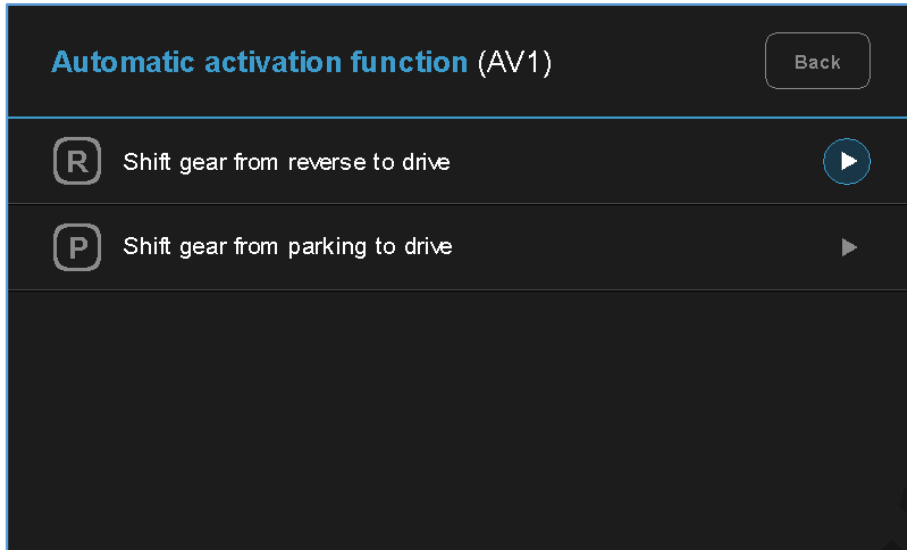 Automatic activation function (AV1)
Back
R Shift gear from reverse to drive
P Shift gear from parking to drive